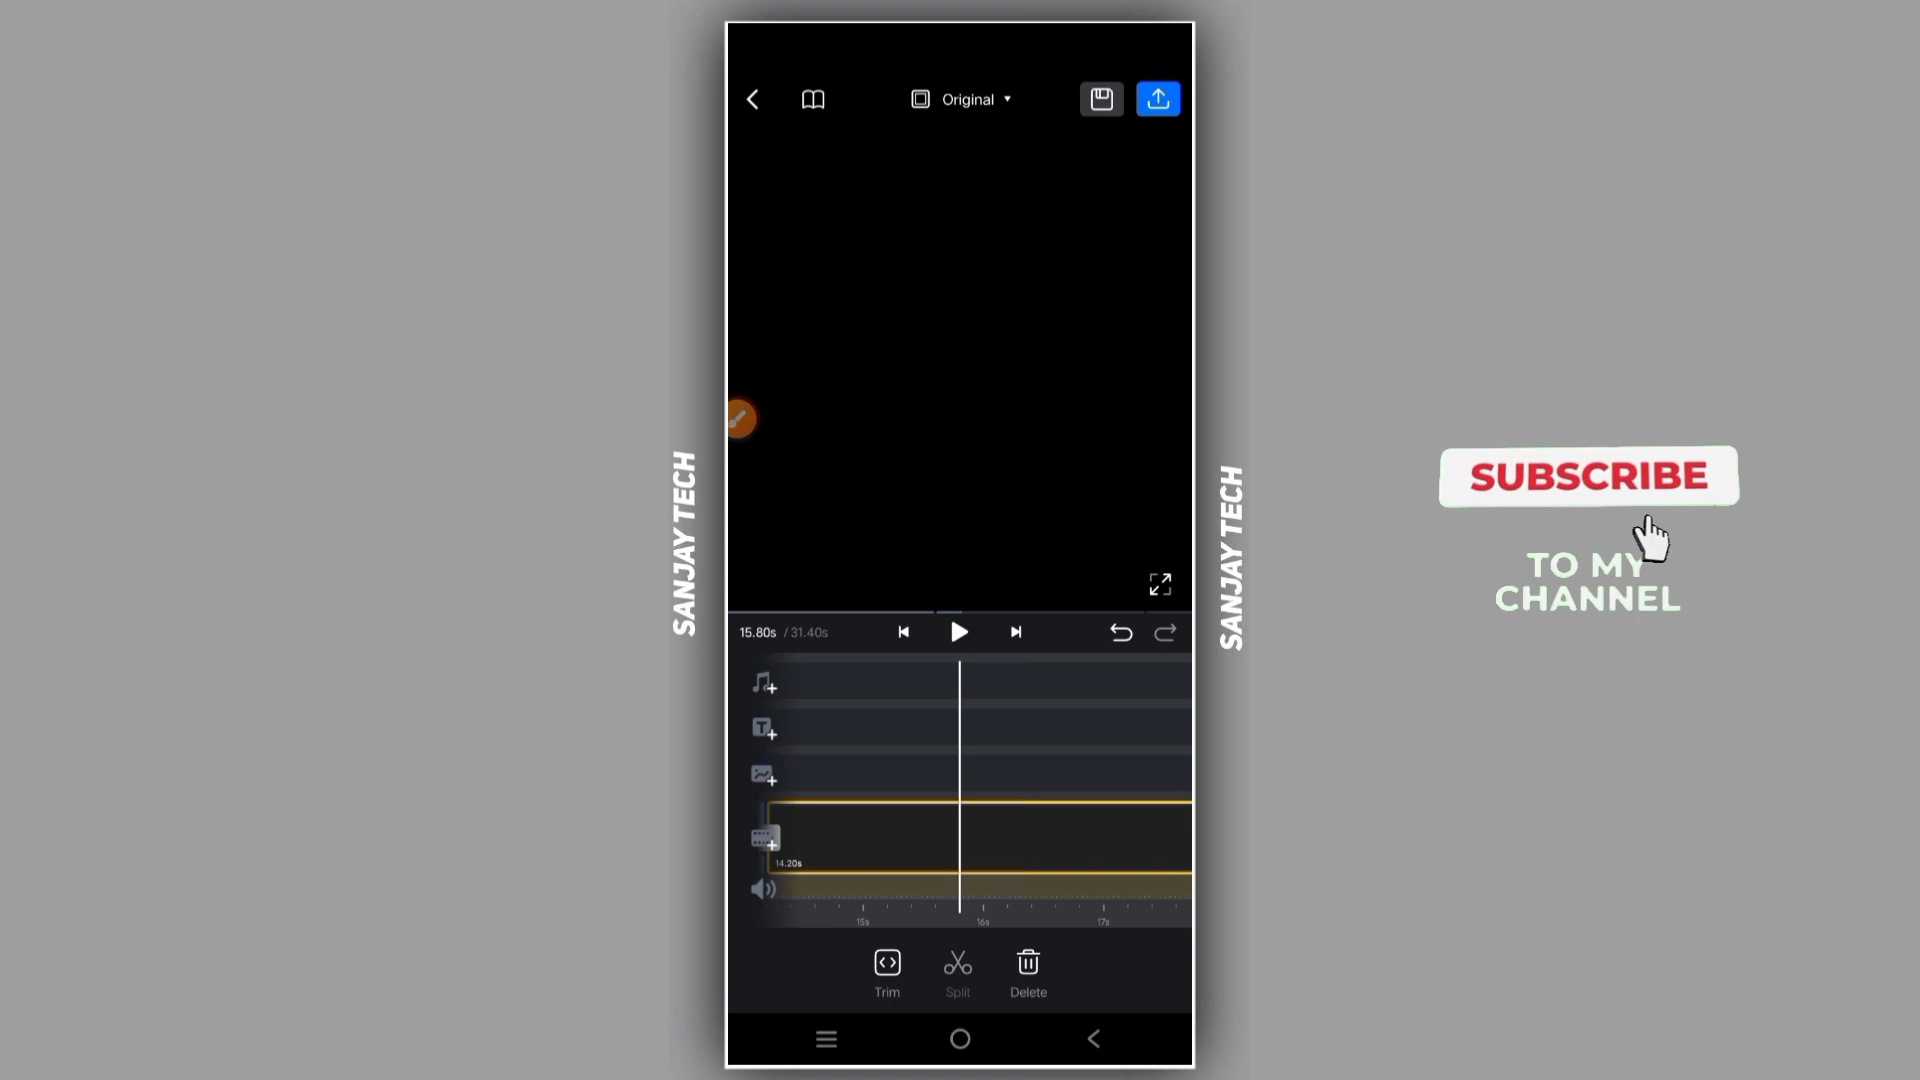 Original
SANJAY TECH
SANJAY TECH
SUBSCRIBE
TO MY
CHANNEL
15.80s / 31.40s
T
14.20s
15s 16s 17s
Trim Split Delete